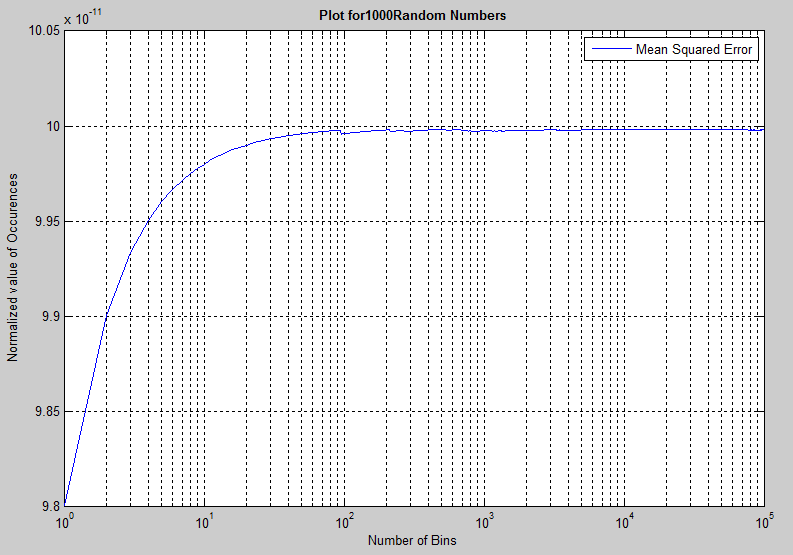 Plot for1000Random Numbers
x 10^-11
Mean Squared Error
10.05
10
9.95
9.9
9.85
9.8
Normalized value of Occurences
10^0 10^1 10^2 10^3 10^4 10^5
Number of Bins